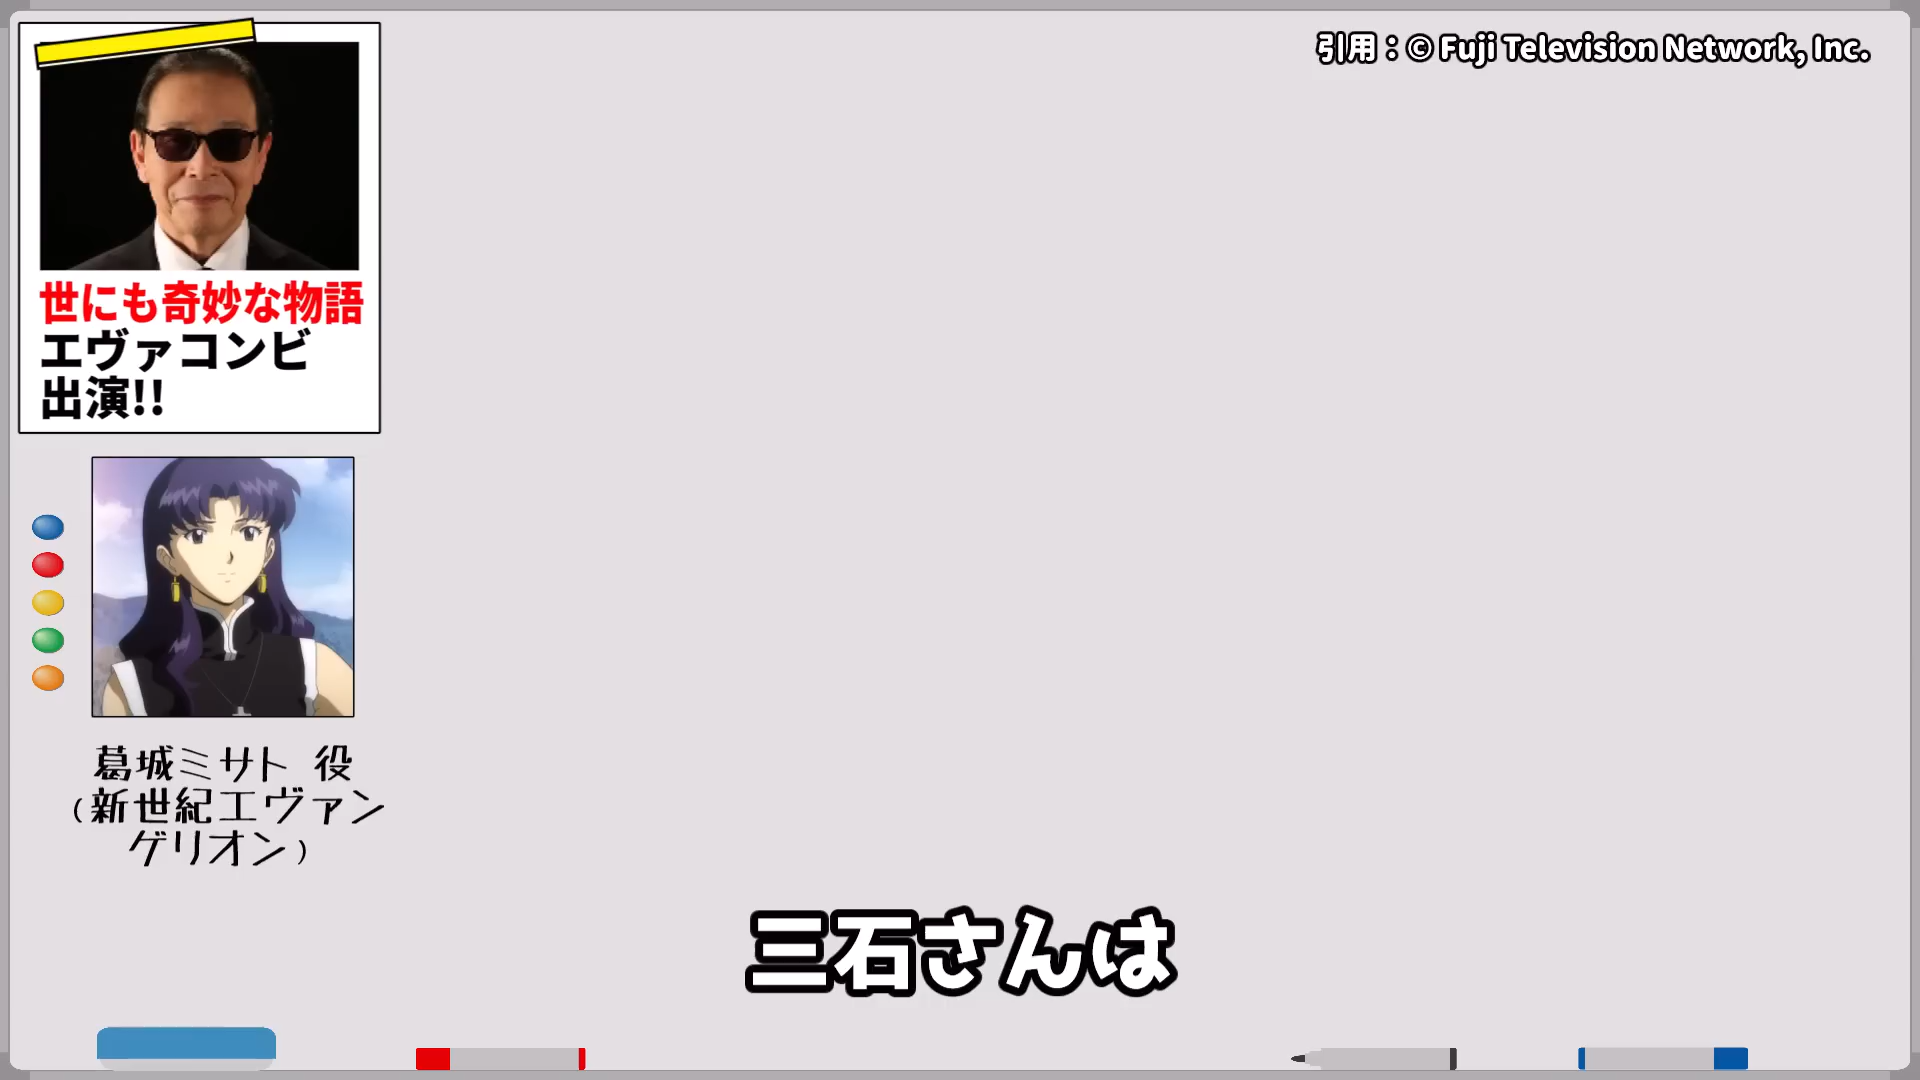 引用：© Fuji Television Network, Inc.
世にも奇妙な物語
エヴァコンビ
出演!!
葛城ミサト 役
（新世紀エヴァン
ゲリオン）
三石さんは